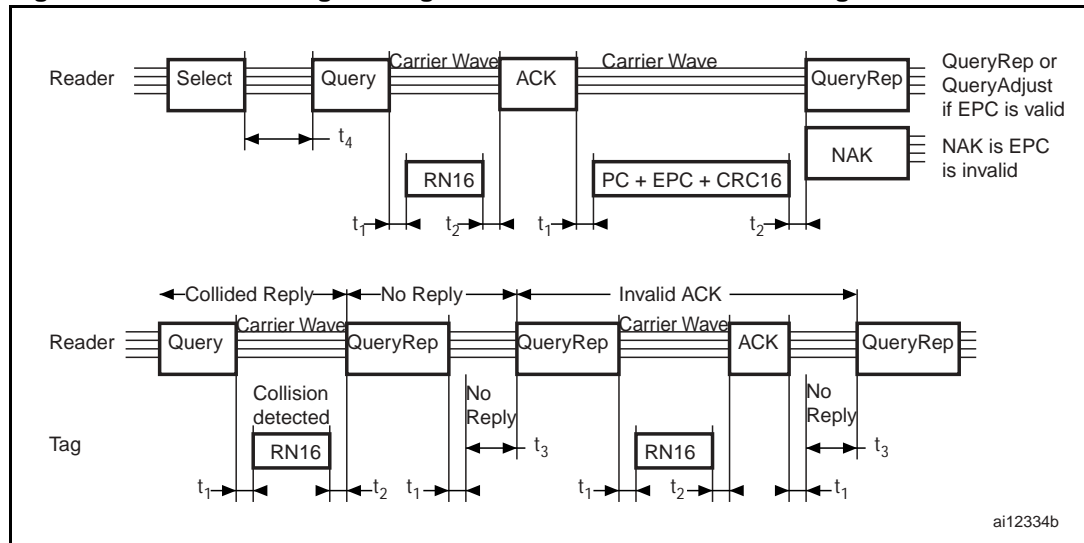 Carrier Wave
Carrier Wave
Reader
Select
Query
ACK
QueryRep
QueryRep or
QueryAdjust
if EPC is valid
t4
NAK
NAK is EPC
is invalid
RN16
PC + EPC + CRC16
t1
t2
t1
t2
Collided Reply
No Reply
Invalid ACK
Carrier Wave
Carrier Wave
Reader
Query
QueryRep
QueryRep
ACK
QueryRep
Collision
detected
No
Reply
No
Reply
Tag
RN16
t3
RN16
t3
t1
t2
t1
t1
t2
t1
ai12334b